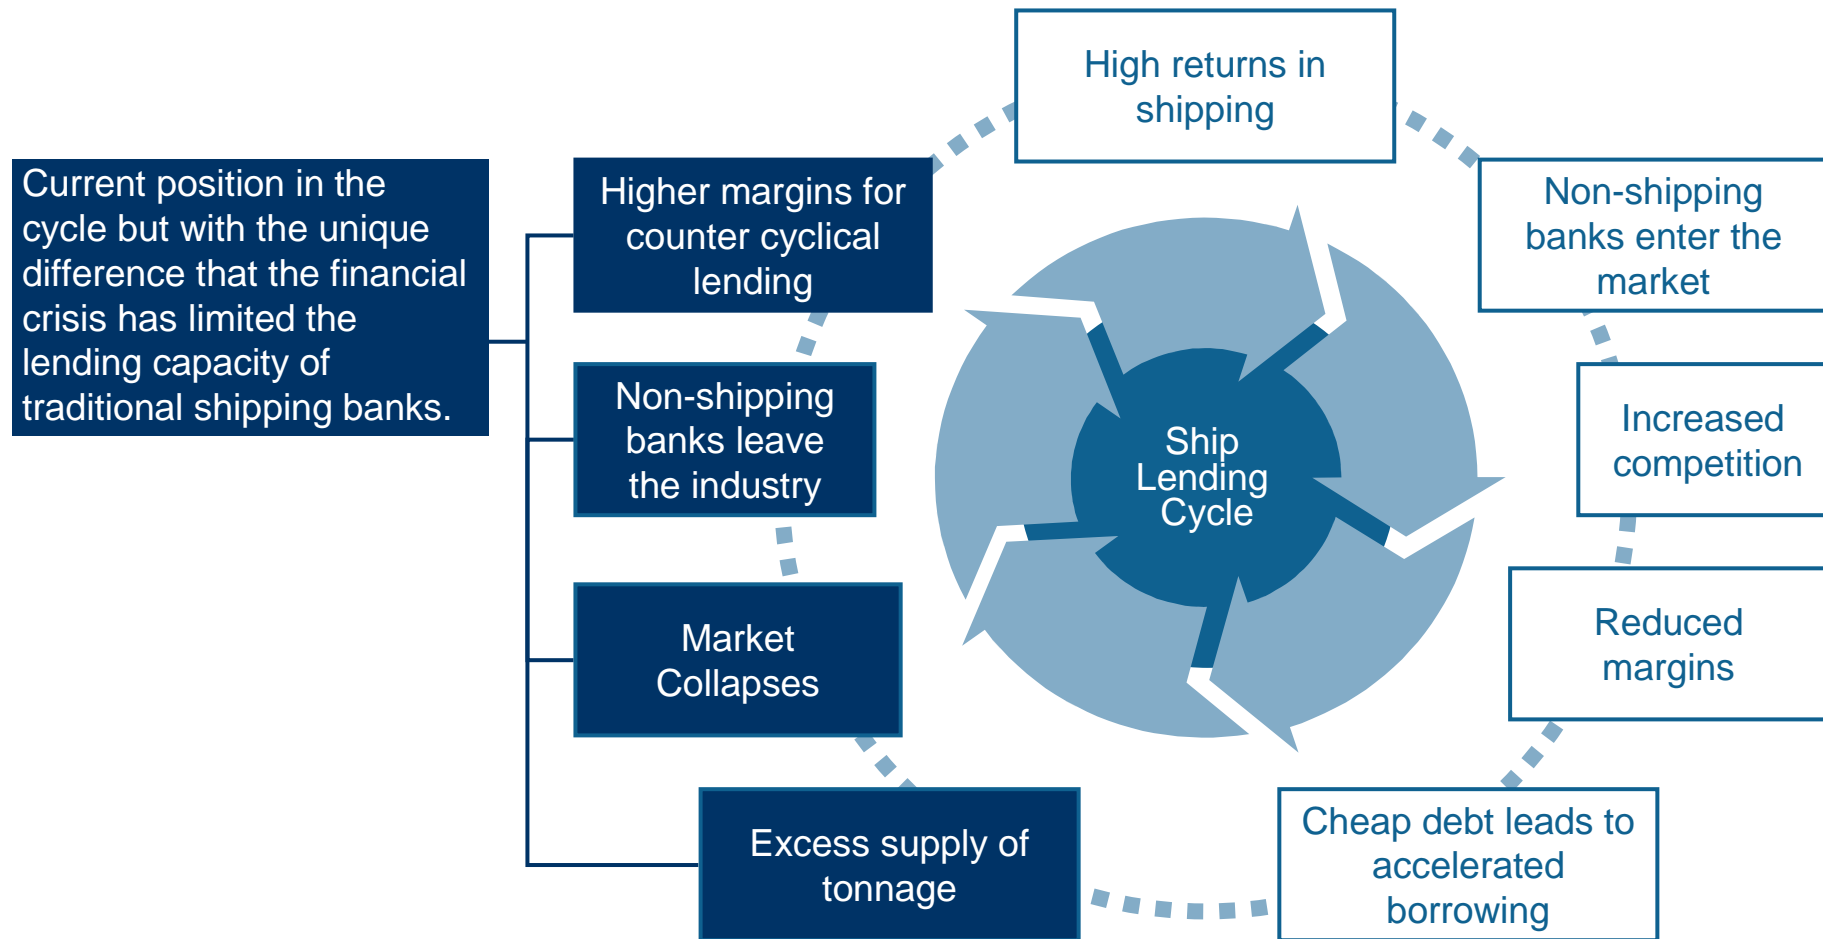 High returns in
shipping
Current position in the
cycle but with the unique
difference that the financial
crisis has limited the
lending capacity of
traditional shipping banks.
Higher margins for
counter cyclical
lending
Non-shipping
banks enter the
market
Non-shipping
banks leave
the industry
Ship
Lending
Cycle
Increased
competition
Market
Collapses
Reduced
margins
Excess supply of
tonnage
Cheap debt leads to
accelerated
borrowing